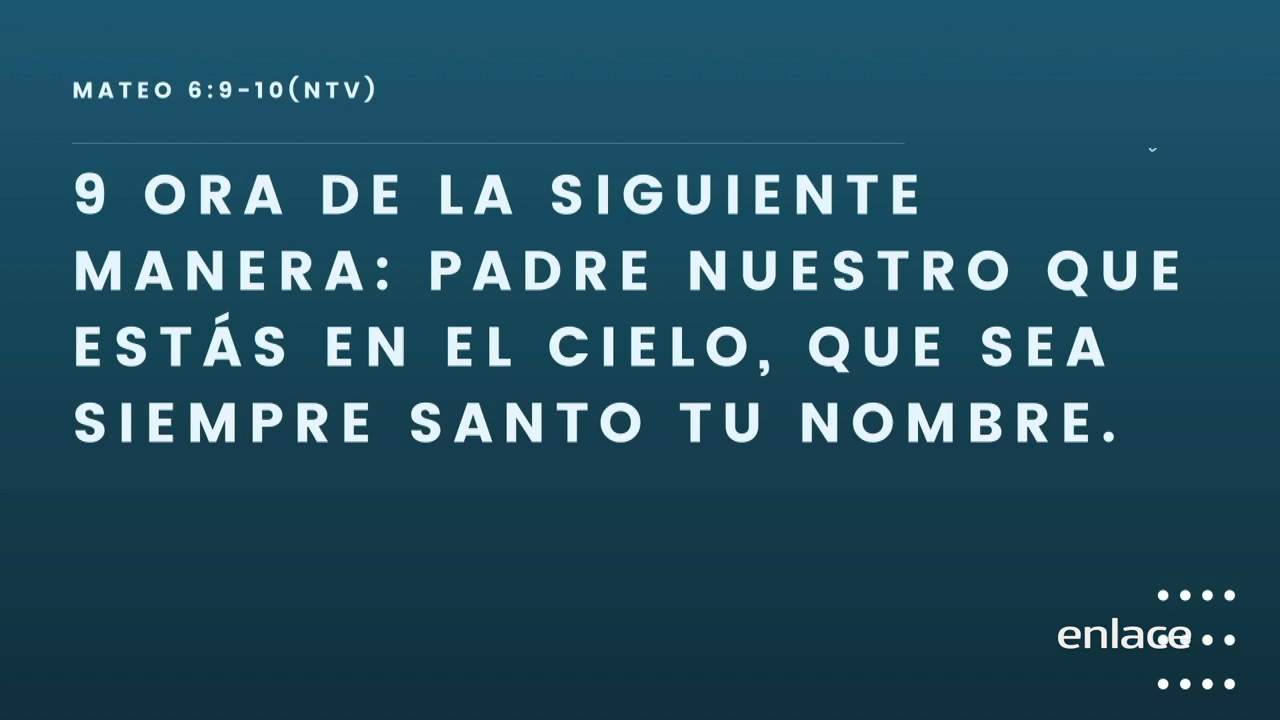 MATEO 6:9-10(NTV)
9 ORA DE LA SIGUIENTE
MANERA: PADRE NUESTRO QUE
ESTÁS EN EL CIELO, QUE SEA
SIEMPRE SANTO TU NOMBRE.
enlace